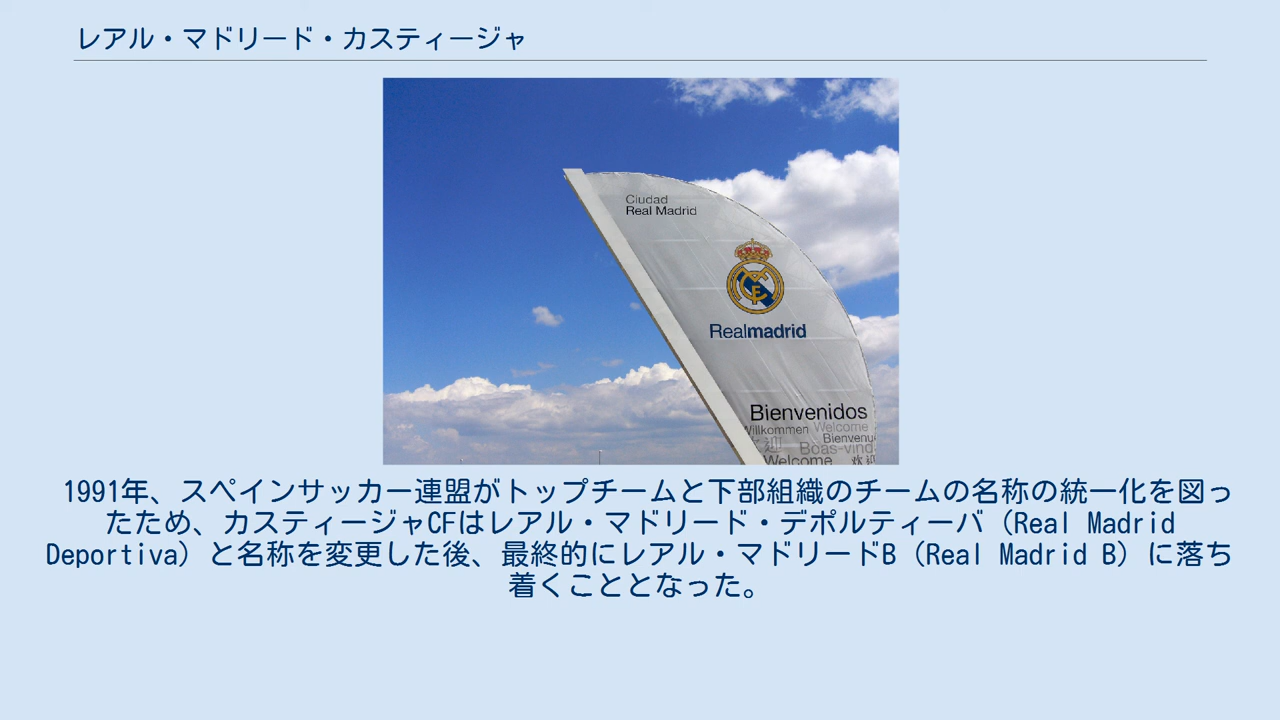 レアル・マドリード・カスティージャ
Ciudad
Real Madrid
Realmadrid
Bienvenidos
Willkommen Welcome
迎 Bienvenu
Boas-vind
Welcome 欢迎
1991年、スペインサッカー連盟がトップチームと下部組織のチームの名称の統一化を図っ
たため、カスティージャCFはレアル・マドリード・デポルティーバ（Real Madrid
Deportiva）と名称を変更した後、最終的にレアル・マドリードB（Real Madrid B）に落ち
着くこととなった。